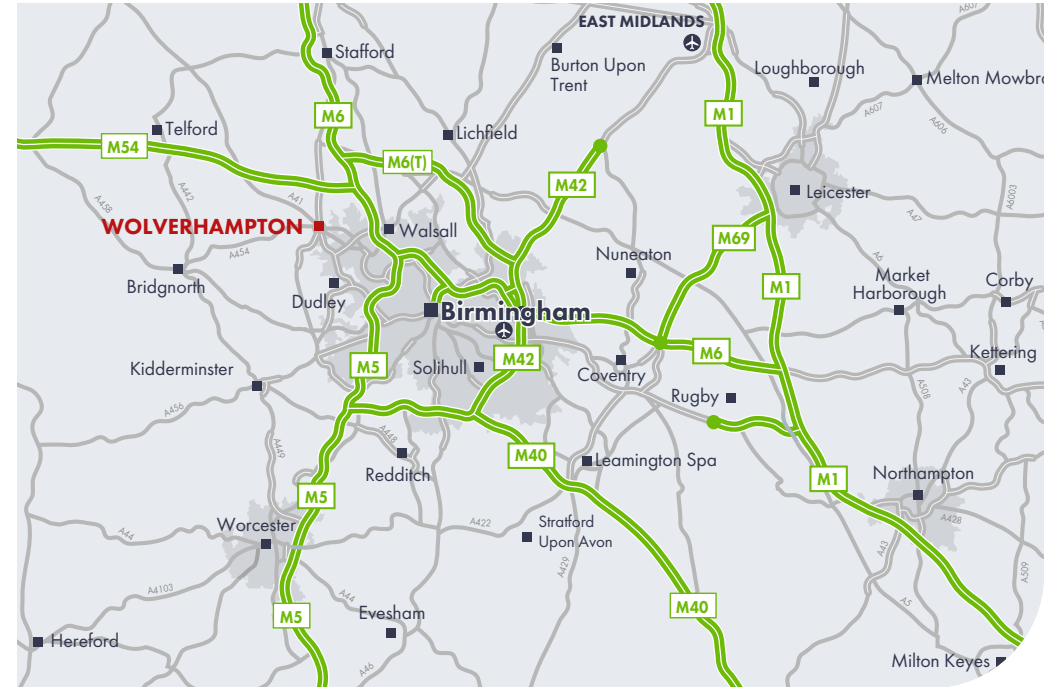 EAST MIDLANDS
Stafford
Burton Upon
Trent
Loughborough
A607
Melton Mowbr
M6
M1
A607
A606
Telford
Lichfield
M54
M6(T)
M42
Leicester
A6003
A458
A442
A41
A47
WOLVERHAMPTON
Walsall
M69
A454
Nuneaton
A6
Bridgnorth
Dudley
M1
Market
Harborough
Corby
Birmingham
M5
Solihull
M42
Coventry
M6
Kettering
Kidderminster
Rugby
A508
A43
A456
A449
A448
Redditch
M40
Leamington Spa
M1
Northampton
M5
Worcester
A44
A422
Stratford
Upon Avon
A428
A43
A429
A509
A4103
A44
M5
Evesham
M40
A5
Hereford
A46
Milton Keyes